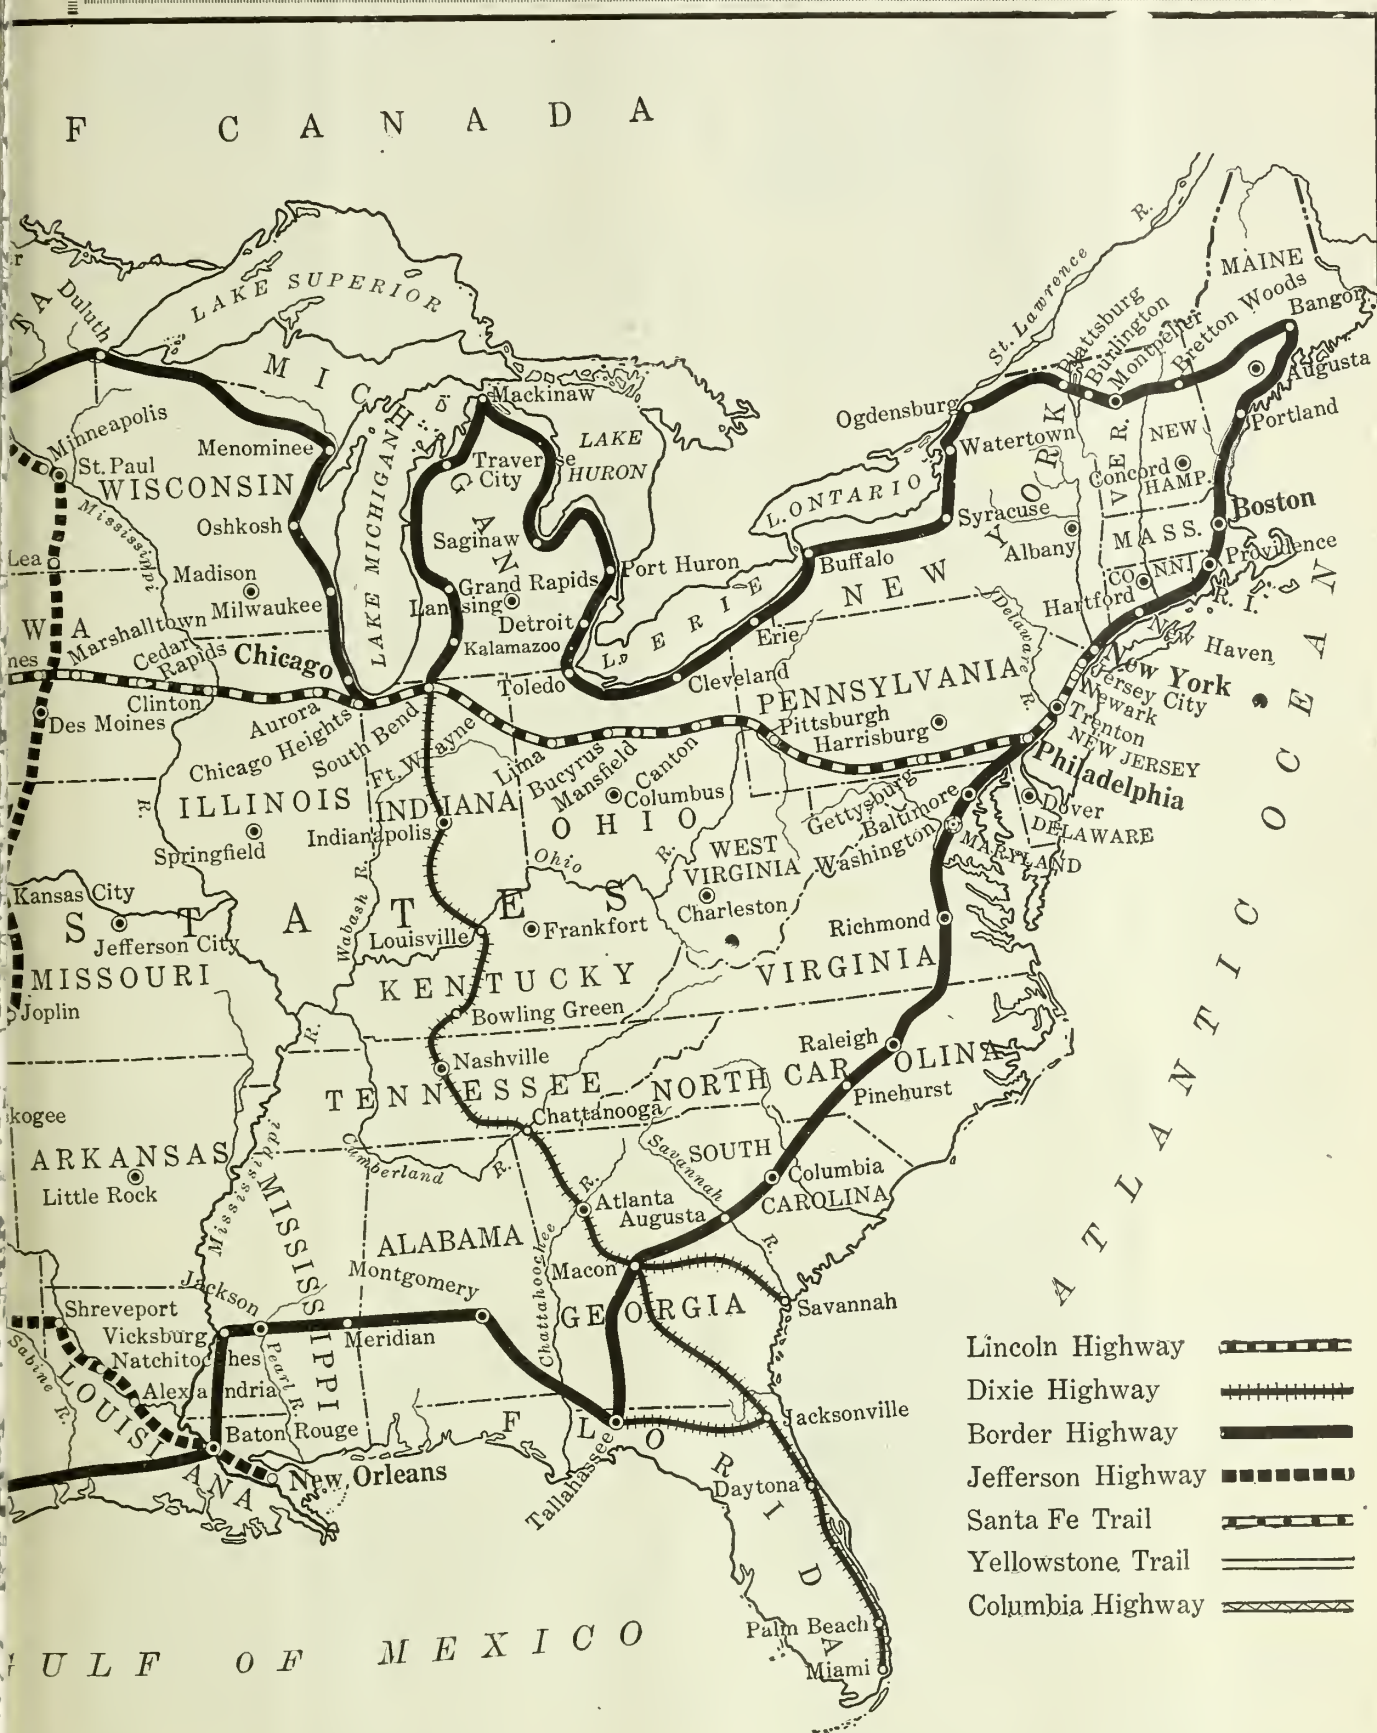 F CANADA
MAINE
St. Lawrence R.
LAKE SUPERIOR
Duluth
Plattsburg
Burlington
Montpelier
Bretton Woods
Bangor
Augusta
Portland
MICHIGAN
Mackinaw
Ogdensburg
Watertown
LAKE HURON
Minneapolis
St. Paul
Menominee
WISCONSIN
Traverse City
LAKE MICHIGAN
L. ONTARIO
NEW YORK
VER.
NEW HAMP.
Concord
Mississippi
Oshkosh
Saginaw
Syracuse
Albany
MASS.
Boston
Lea
Madison
Milwaukee
Grand Rapids
Lansing
Port Huron
Buffalo
CONN.
Hartford
Providence
R. I.
W A
Marshalltown
Cedar Rapids
Chicago
Detroit
Kalamazoo
L. ERIE
Erie
Delaware R.
New Haven
nes
Clinton
Des Moines
Aurora
Chicago Heights
South Bend
Toledo
Cleveland
PENNSYLVANIA
New York
Jersey City
Newark
Trenton
NEW JERSEY
Ft. Wayne
Lima
Bucyrus
Mansfield
Canton
Pittsburgh
Harrisburg
Philadelphia
R.
ILLINOIS
INDIANA
Columbus
OHIO
Gettysburg
Baltimore
Washington
Dover
DELAWARE
MARYLAND
Springfield
Indianapolis
Ohio R.
WEST VIRGINIA
Charleston
Kansas City
STATES
Jefferson City
MISSOURI
Wabash R.
Louisville
Frankfort
Richmond
VIRGINIA
KENTUCKY
Joplin
Bowling Green
R.
Nashville
TENNESSEE
Raleigh
NORTH CAROLINA
Pinehurst
kogee
Chattanooga
ARKANSAS
Little Rock
Mississippi
Cumberland R.
Savannah R.
SOUTH CAROLINA
Columbia
MISSISSIPPI
ALABAMA
Atlanta
Augusta
Chattahoochee R.
Jackson
Montgomery
Macon
GEORGIA
Savannah
Shreveport
Vicksburg
Meridian
Natchitoches
Pearl R.
Alexandria
Sabine R.
LOUISIANA
Baton Rouge
New Orleans
FLORIDA
Tallahassee
Jacksonville
Daytona
Palm Beach
Miami
ATLANTIC OCEAN
ULF OF MEXICO
Lincoln Highway
Dixie Highway
Border Highway
Jefferson Highway
Santa Fe Trail
Yellowstone Trail
Columbia Highway